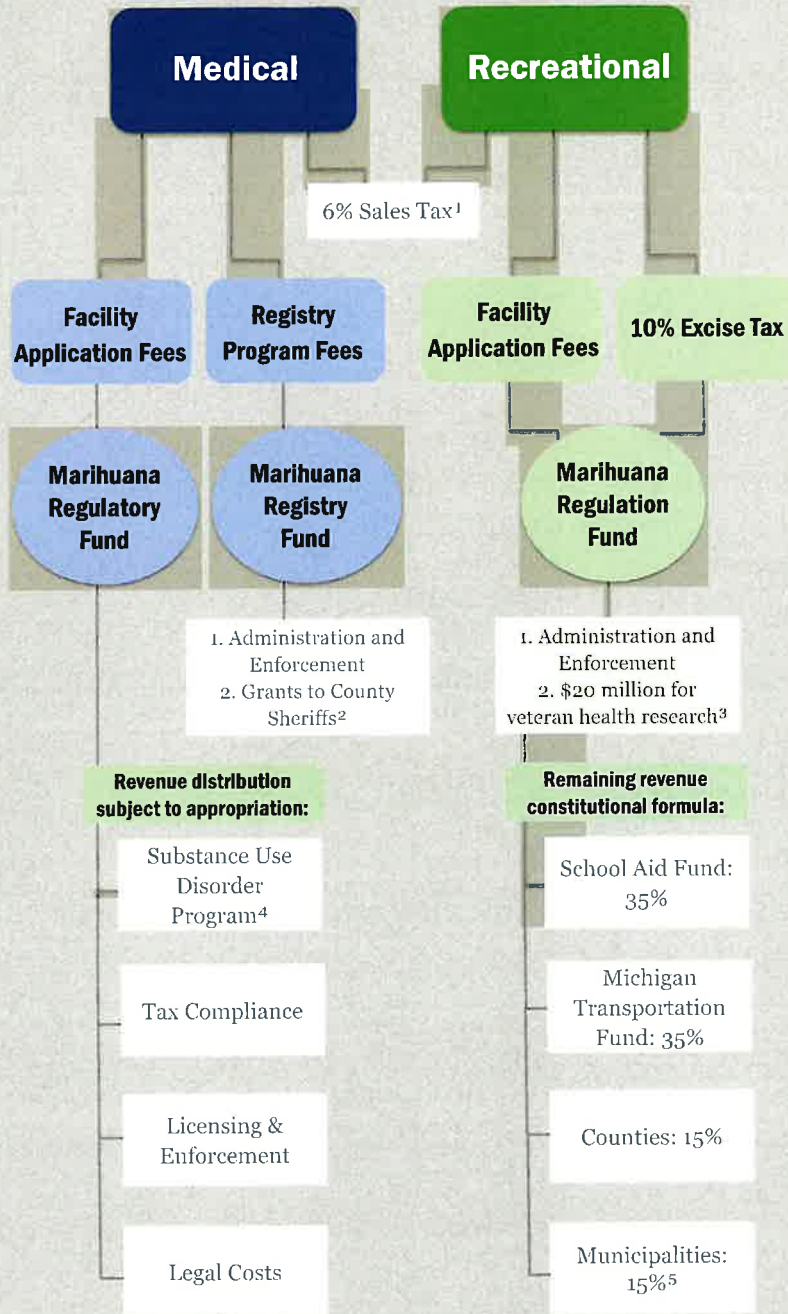 Medical
Recreational
6% Sales Tax¹
Facility
Application Fees
Registry
Program Fees
Facility
Application Fees
10% Excise Tax
Marihuana
Regulatory
Fund
Marihuana
Registry
Fund
Marihuana
Regulation
Fund
1. Administration and
Enforcement
2. Grants to County
Sheriffs²
1. Administration and
Enforcement
2. $20 million for
veteran health research³
Revenue distribution
subject to appropriation:
Substance Use
Disorder
Program⁴
Tax Compliance
Licensing &
Enforcement
Legal Costs
Remaining revenue
constitutional formula:
School Aid Fund:
35%
Michigan
Transportation
Fund: 35%
Counties: 15%
Municipalities:
15%⁵